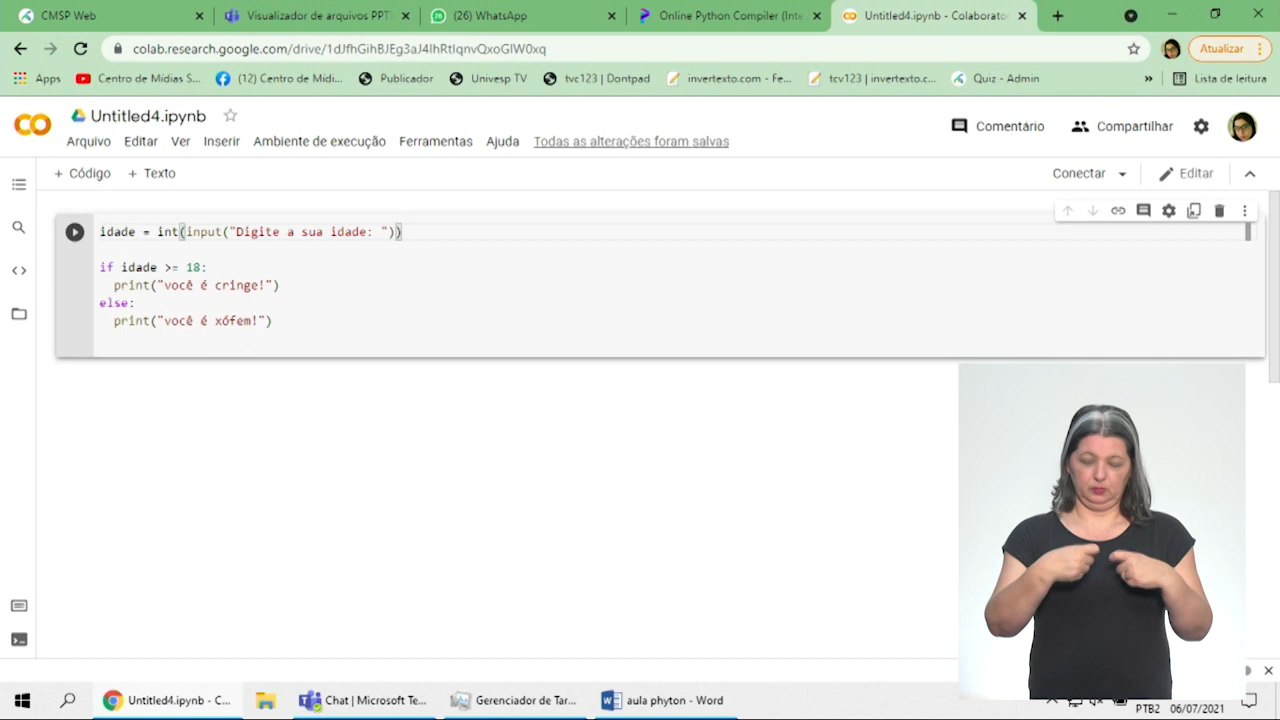 CMSP Web
Visualizador de arquivos PPT
(26) WhatsApp
Online Python Compiler (Inte
Untitled4.ipynb - Colaborato
colab.research.google.com/drive/
Atualizar
Apps
Centro de Mídias S...
(12) Centro de Mídi...
Publicador
Univesp TV
tvc123 | Dontpad
invertexto.com - Fe...
tcv123 | invertexto.c...
Quiz - Admin
»
Lista de leitura
Untitled4.ipynb
Comentário
Compartilhar
Arquivo Editar Ver Inserir Ambiente de execução Ferramentas Ajuda Todas as alterações foram salvas
+ Código + Texto
Conectar
Editar
idade = int(input("Digite a sua idade: "))
if idade >= 18:
print("você é cringe!")
else:
print("você é xófem!")
Untitled4.ipynb - C...
Chat | Microsoft Te...
Gerenciador de Tar...
aula phyton - Word
PTB2
06/07/2021